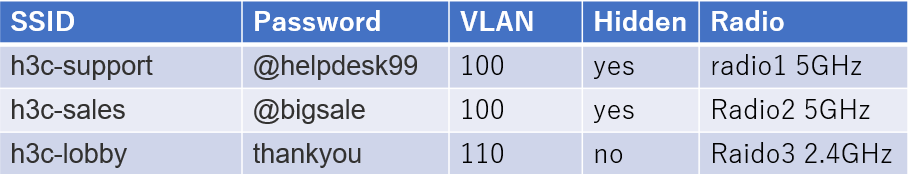 SSID Password VLAN Hidden Radio
h3c-support @helpdesk99 100 yes radio1 5GHz
h3c-sales @bigsale 100 yes Radio2 5GHz
h3c-lobby thankyou 110 no Raido3 2.4GHz